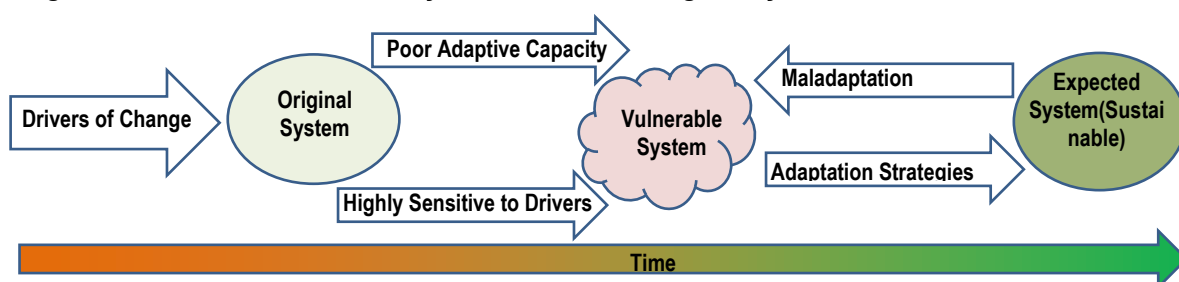 Drivers of Change
Original
System
Poor Adaptive Capacity
Highly Sensitive to Drivers
Vulnerable
System
Maladaptation
Adaptation Strategies
Expected
System(Sustai
nable)
Time